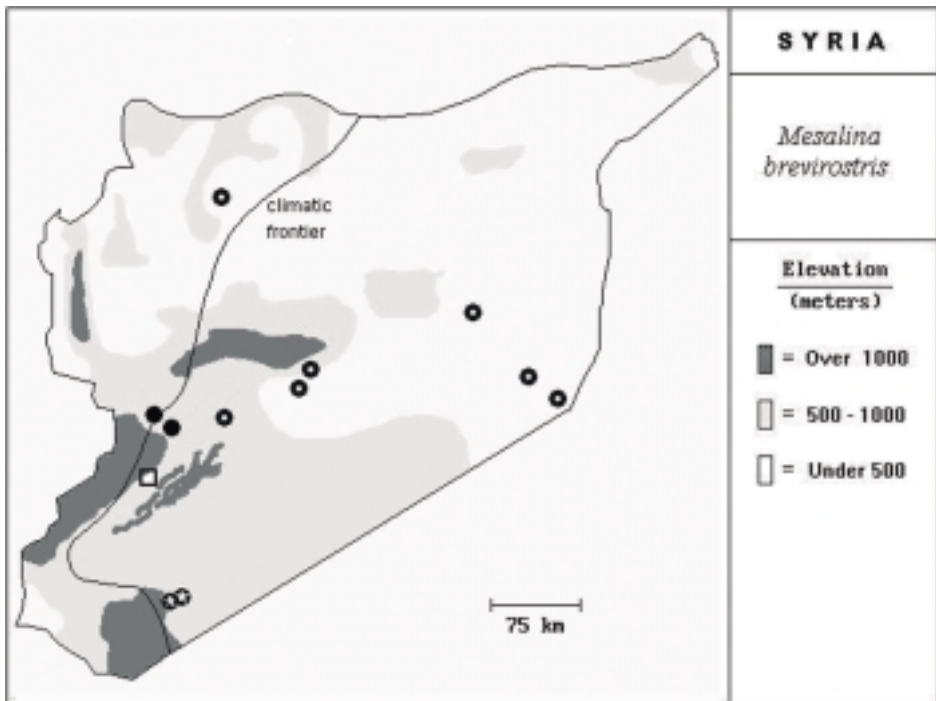 SYRIA
Mesalina
brevirostris
climatic
frontier
Elevation
(meters)
= Over 1000
= 500 - 1000
= Under 500
75 km